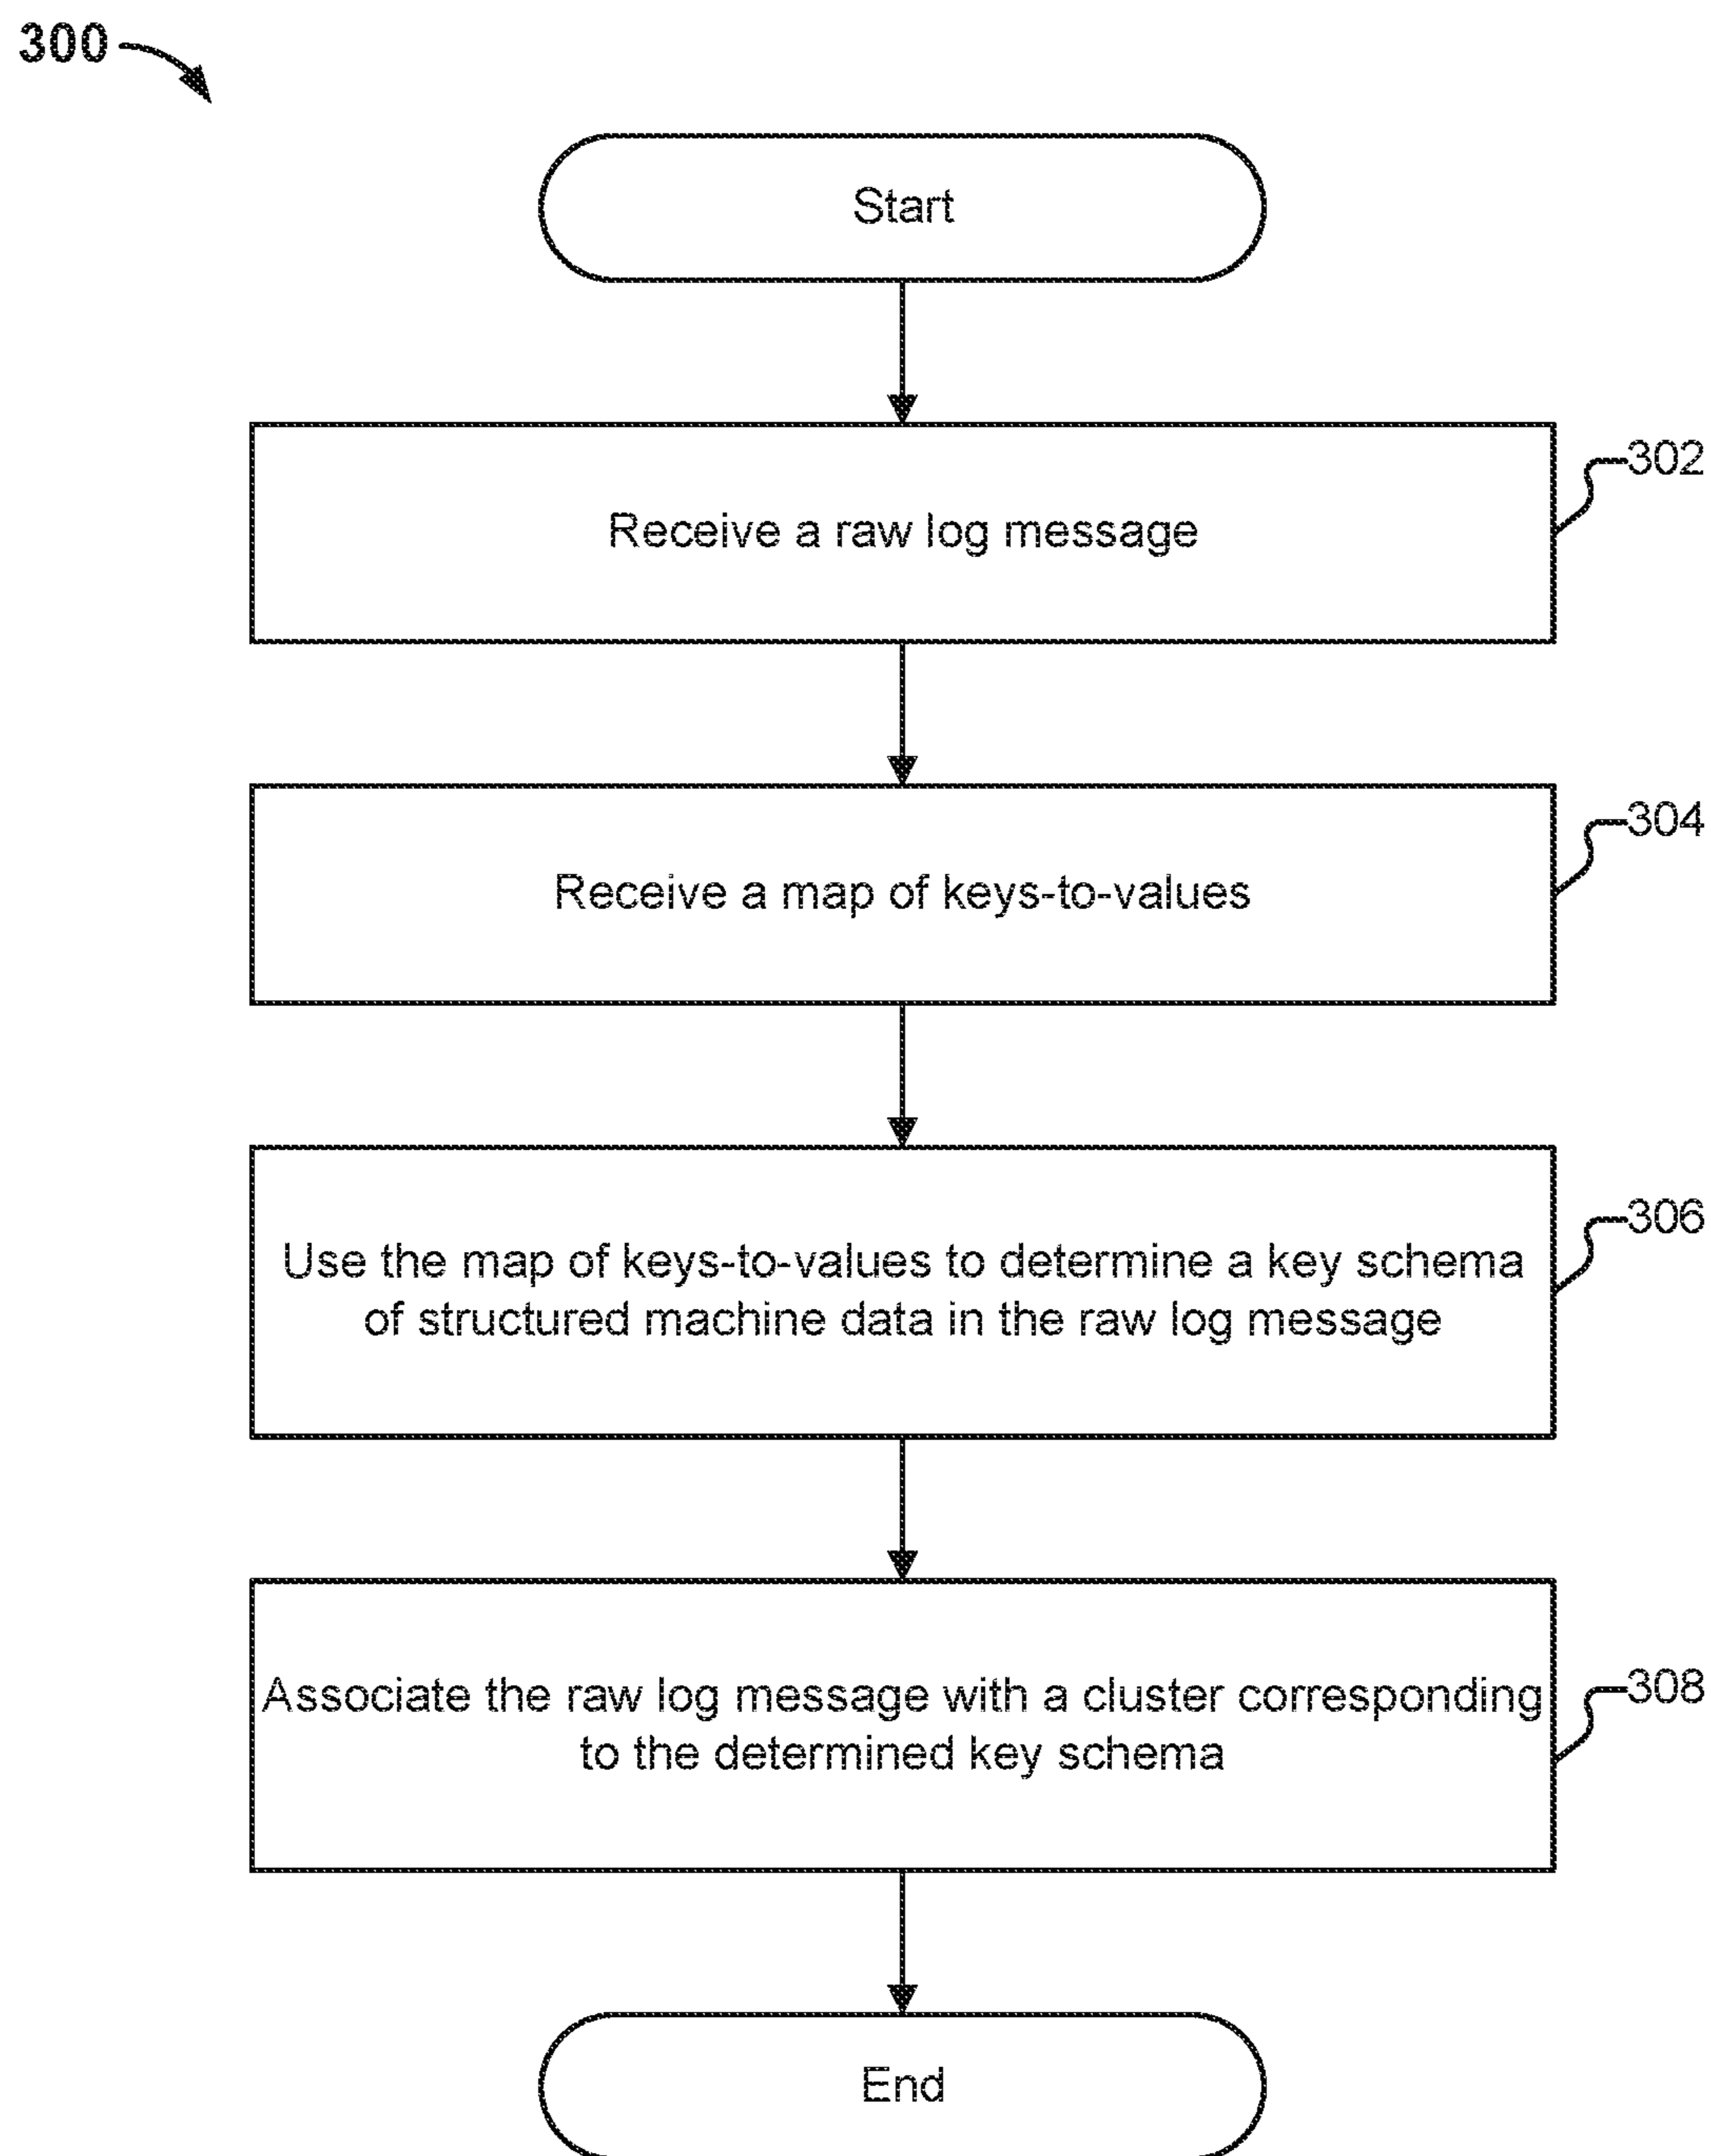 300
Start
Receive a raw log message
302
Receive a map of keys-to-values
304
Use the map of keys-to-values to determine a key schema
of structured machine data in the raw log message
306
Associate the raw log message with a cluster corresponding
to the determined key schema
308
End